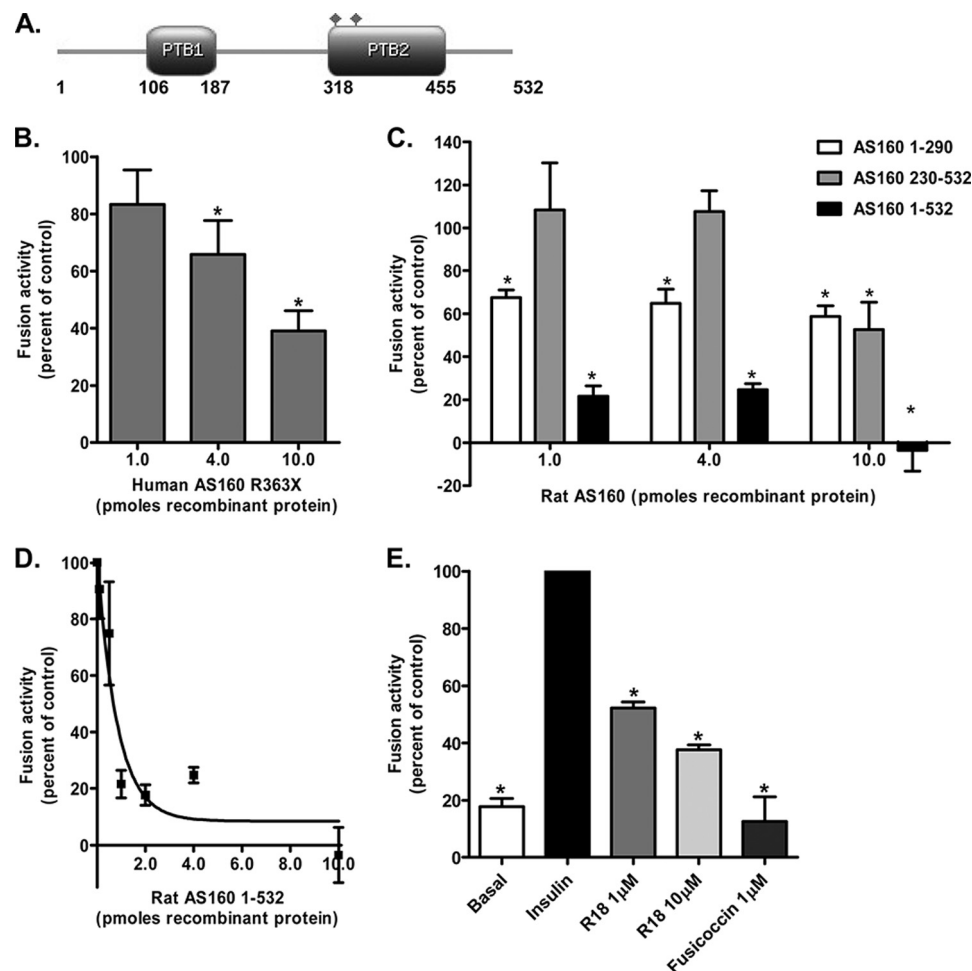 A.
PTB1
PTB2
1
106
187
318
455
532
B.
Fusion activity
(percent of control)
100
80
60
40
20
0
*
*
1.0
4.0
10.0
Human AS160 R363X
(pmoles recombinant protein)
C.
Fusion activity
(percent of control)
140
120
100
80
60
40
20
0
-20
AS160 1-290
AS160 230-532
AS160 1-532
*
*
*
*
*
*
*
1.0
4.0
10.0
Rat AS160 (pmoles recombinant protein)
D.
Fusion activity
(percent of control)
100
80
60
40
20
0
2.0
4.0
6.0
8.0
10.0
Rat AS160 1-532
(pmoles recombinant protein)
E.
Fusion activity
(percent of control)
100
80
60
40
20
0
*
*
*
*
Basal
Insulin
R18 1μM
R18 10μM
Fusicoccin 1μM